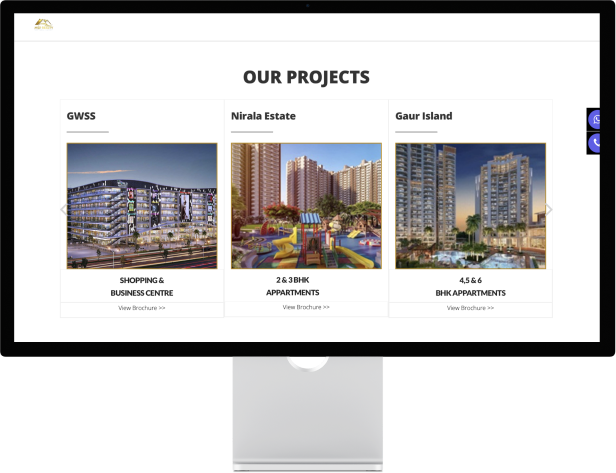 OUR PROJECTS
GWSS
Nirala Estate
Gaur Island
SHOPPING &
BUSINESS CENTRE
2 & 3 BHK
APPARTMENTS
4,5 & 6
BHK APPARTMENTS
View Brochure >>
View Brochure >>
View Brochure >>